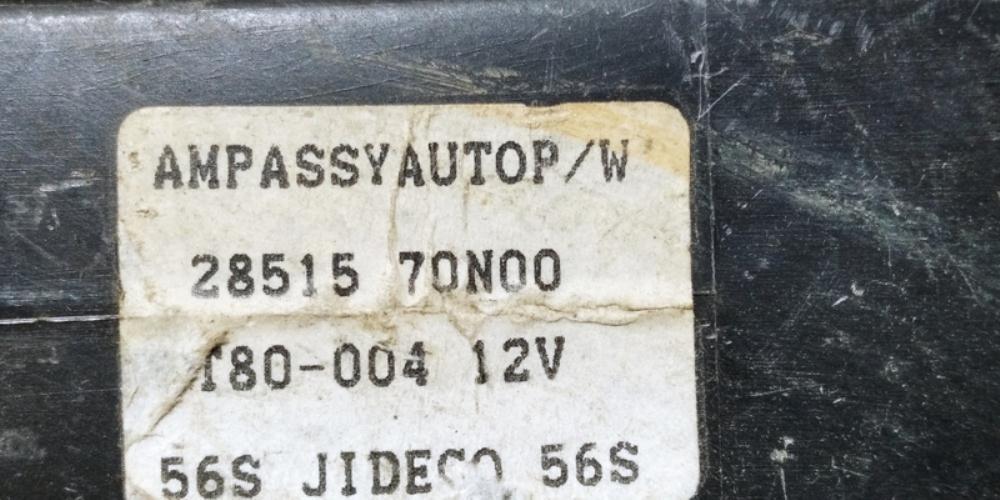 AMPASSYAUTOP/W
28515 70N00
T80-004 12V
56S JIDECO 56S